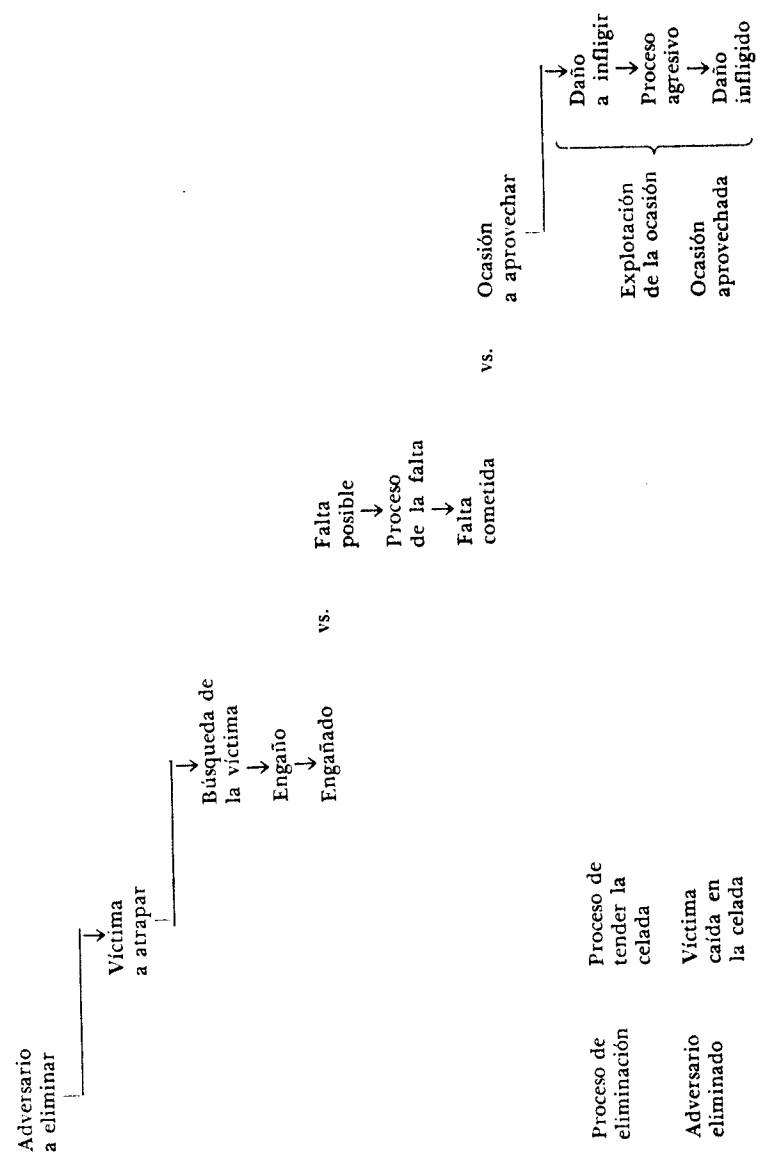 Adversario
a eliminar
Víctima
a atrapar
Búsqueda de
la víctima
Engaño
Engañado
vs.
Falta
posible
Proceso
de la falta
Falta
cometida
vs.
Ocasión
a aprovechar
Daño
a infligir
Proceso
agresivo
Daño
infligido
Explotación
de la ocasión
Ocasión
aprovechada
Proceso de
tender la
celada
Víctima
caída en
la celada
Proceso de
eliminación
Adversario
eliminado